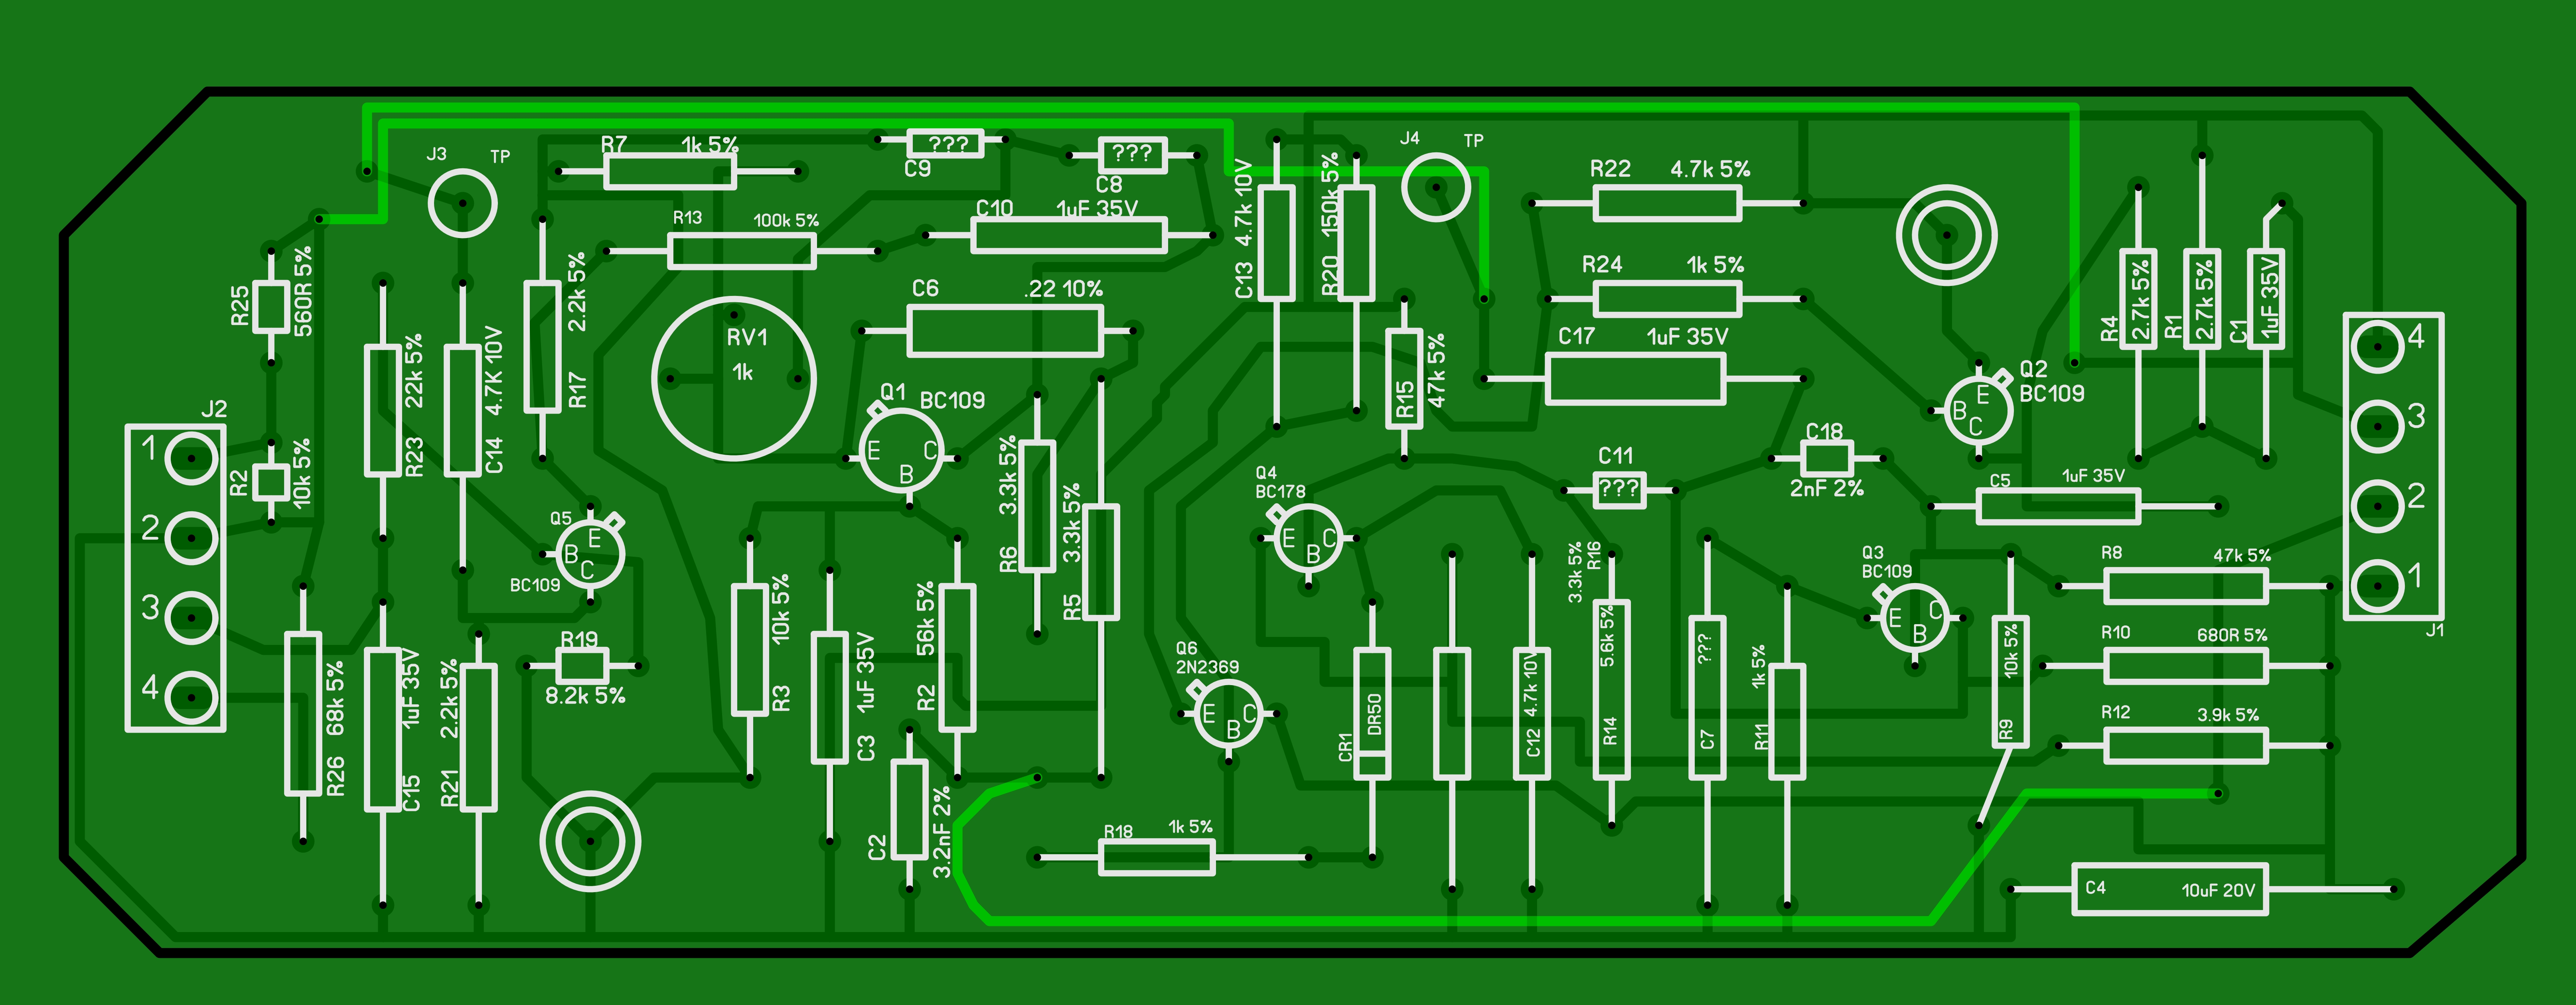 J3
TP
R7
1k 5%
???
C9
???
C8
J4
TP
R13
100k 5%
C10
1uF 35V
C13
4.7k 10V
R20
150k 5%
R22
4.7k 5%
R24
1k 5%
C17
1uF 35V
R25
560R 5%
R23
22k 5%
C14
4.7K 10V
R17
2.2k 5%
RV1
1k
C6
.22 10%
R15
47k 5%
Q2
BC109
E
B
C
R4
2.7k 5%
R1
2.7k 5%
C1
1uF 35V
4
3
2
1
J1
J2
1
2
3
4
R2
10k 5%
Q1
BC109
E
C
B
R6
3.3k 5%
R5
3.3k 5%
Q4
BC178
E
C
B
C11
???
C18
2nF 2%
C5
1uF 35V
Q5
E
B
C
BC109
R19
8.2k 5%
R26
68k 5%
C15
1uF 35V
R21
2.2k 5%
R3
10k 5%
C3
1uF 35V
R2
56k 5%
C2
3.2nF 2%
Q6
2N2369
E
C
B
R18
1k 5%
CR1
DR50
C12
4.7k 10V
3.3k 5%
R16
R14
5.6k 5%
C7
???
R11
1k 5%
Q3
BC109
E
C
B
R9
10k 5%
R8
47k 5%
R10
680R 5%
R12
3.9k 5%
C4
10uF 20V